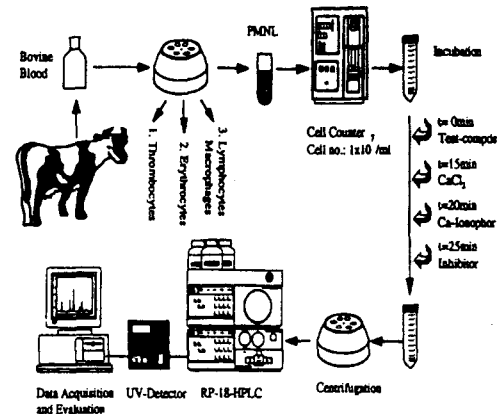 PMNL
Bovine
Blood
Incubation
1. Thrombocytes
2. Erythrocytes
3. Lymphocytes
Macrophages
Cell Counter
Cell no.: 1x10⁷/ml
t=0min
Test-compds
t=15min
CaCl₂
t=20min
Ca-Ionophor
t=25min
Inhibitor
Data Acquisition
and Evaluation
UV-Detector
RP-18-HPLC
Centrifugation